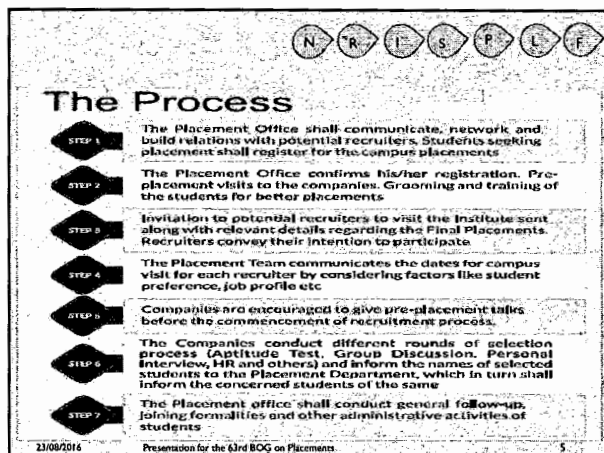 N R I S P L F
The Process
STEP 1
The Placement Office shall communicate, network and
build relations with potential recruiters. Students seeking
placement shall register for the campus placements
STEP 2
The Placement Office confirms his/her registration. Pre-
placement visits to the companies. Grooming and training of
the students for better placements
STEP 3
Invitation to potential recruiters to visit the Institute sent
along with relevant details regarding the Final Placements.
Recruiters convey their intention to participate
STEP 4
The Placement Team communicates the dates for campus
visit for each recruiter by considering factors like student
preference, job profile etc
STEP 5
Companies are encouraged to give pre-placement talks
before the commencement of recruitment process.
STEP 6
The Companies conduct different rounds of selection
process (Aptitude Test, Group Discussion, Personal
Interview, HR and others) and inform the names of selected
students to the Placement Department, which in turn shall
inform the concerned students of the same
STEP 7
The Placement office shall conduct general follow-up,
Joining formalities and other administrative activities of
students
23/08/2016 Presentation for the 63rd BOG on Placements 5